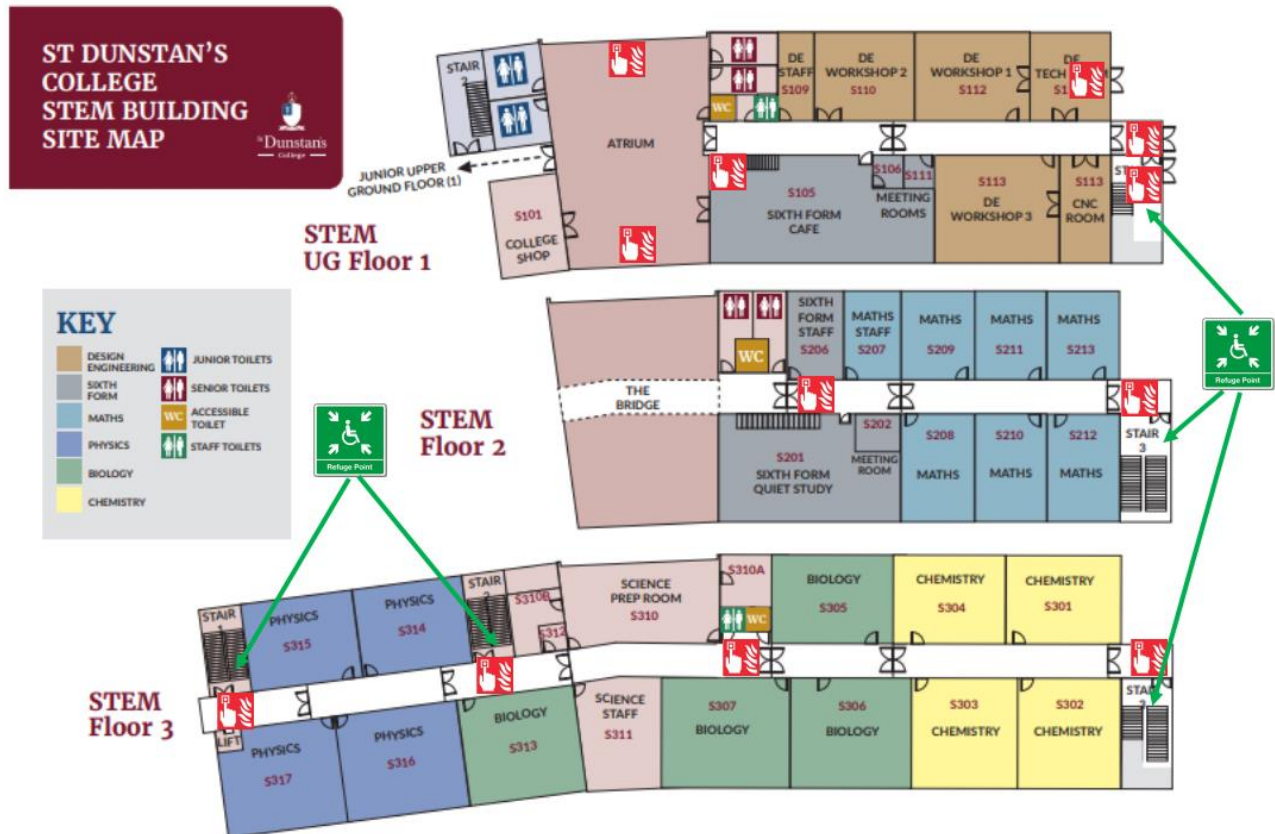 ST DUNSTAN'S
COLLEGE
STEM BUILDING
SITE MAP
St Dunstan's
College
STEM
UG Floor 1
STAIR
2
JUNIOR UPPER
GROUND FLOOR (1)
S101
COLLEGE
SHOP
ATRIUM
WC
DE
STAFF
S109
DE
WORKSHOP 2
S110
DE
WORKSHOP 1
S112
DE
TECH
S105
SIXTH FORM
CAFE
S106
S111
MEETING
ROOMS
S113
DE
WORKSHOP 3
S113
CNC
ROOM
KEY
DESIGN
ENGINEERING
SIXTH
FORM
MATHS
PHYSICS
BIOLOGY
CHEMISTRY
JUNIOR TOILETS
SENIOR TOILETS
WC
ACCESSIBLE
TOILET
STAFF TOILETS
Refuge Point
Refuge Point
STEM
Floor 2
THE
BRIDGE
WC
SIXTH
FORM
STAFF
S206
MATHS
STAFF
S207
MATHS
S209
MATHS
S211
MATHS
S213
S201
SIXTH FORM
QUIET STUDY
S202
MEETING
ROOM
S208
MATHS
S210
MATHS
S212
MATHS
STAIR
3
STEM
Floor 3
STAIR
1
PHYSICS
S315
PHYSICS
S314
STAIR
S310B
S312
SCIENCE
PREP ROOM
S310
S310A
WC
BIOLOGY
S305
CHEMISTRY
S304
CHEMISTRY
S301
LIFT
PHYSICS
S317
PHYSICS
S316
BIOLOGY
S313
SCIENCE
STAFF
S311
S307
BIOLOGY
S306
BIOLOGY
S303
CHEMISTRY
S302
CHEMISTRY
STAIR